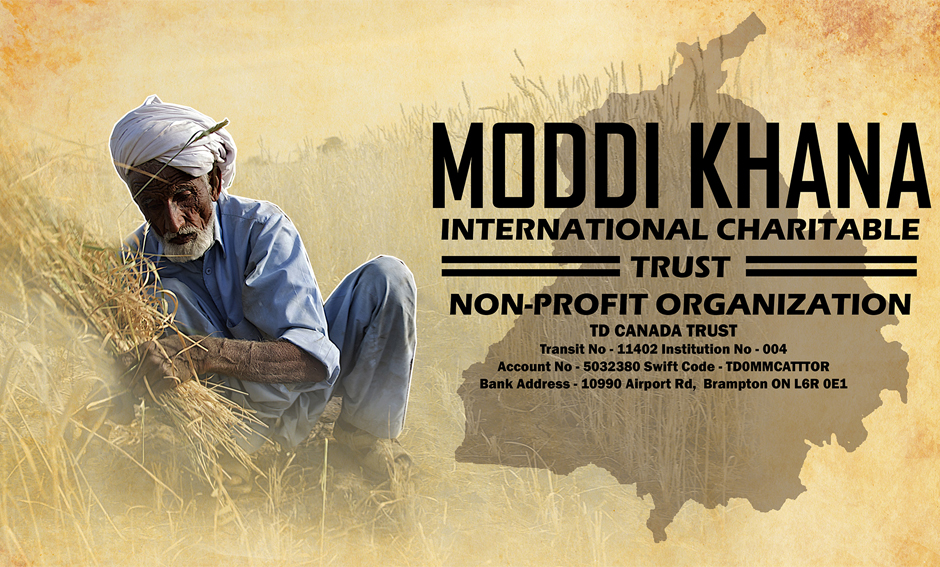 MODDI KHANA
INTERNATIONAL CHARITABLE
TRUST
NON-PROFIT ORGANIZATION
TD CANADA TRUST
Transit No - 11402 Institution No - 004
Account No - 5032380 Swift Code - TD0MMCATTTOR
Bank Address - 10990 Airport Rd, Brampton ON L6R 0E1